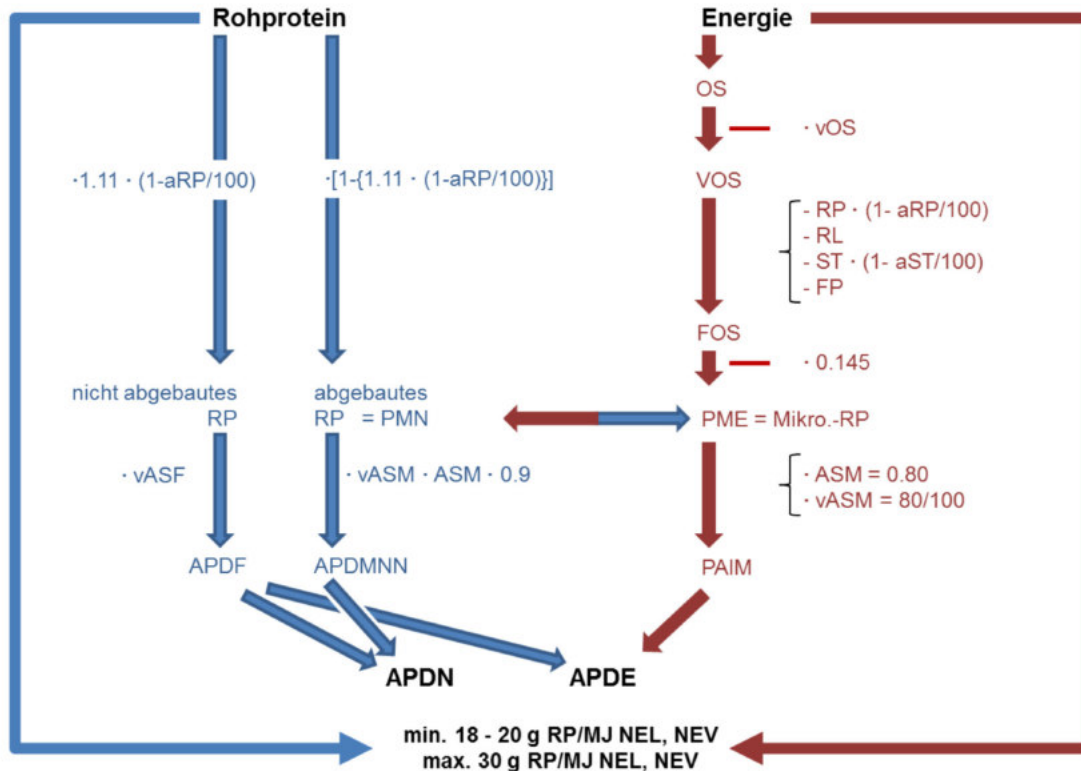 Rohprotein
Energie
OS
· vOS
·1.11 · (1-aRP/100)
·[1-{1.11 · (1-aRP/100)}]
VOS
- RP · (1- aRP/100)
- RL
- ST · (1- aST/100)
- FP
FOS
· 0.145
nicht abgebautes
RP
abgebautes
RP = PMN
PME = Mikro.-RP
· vASF
· vASM · ASM · 0.9
· ASM = 0.80
· vASM = 80/100
APDF
APDMNN
PAIM
APDN
APDE
min. 18 - 20 g RP/MJ NEL, NEV
max. 30 g RP/MJ NEL, NEV